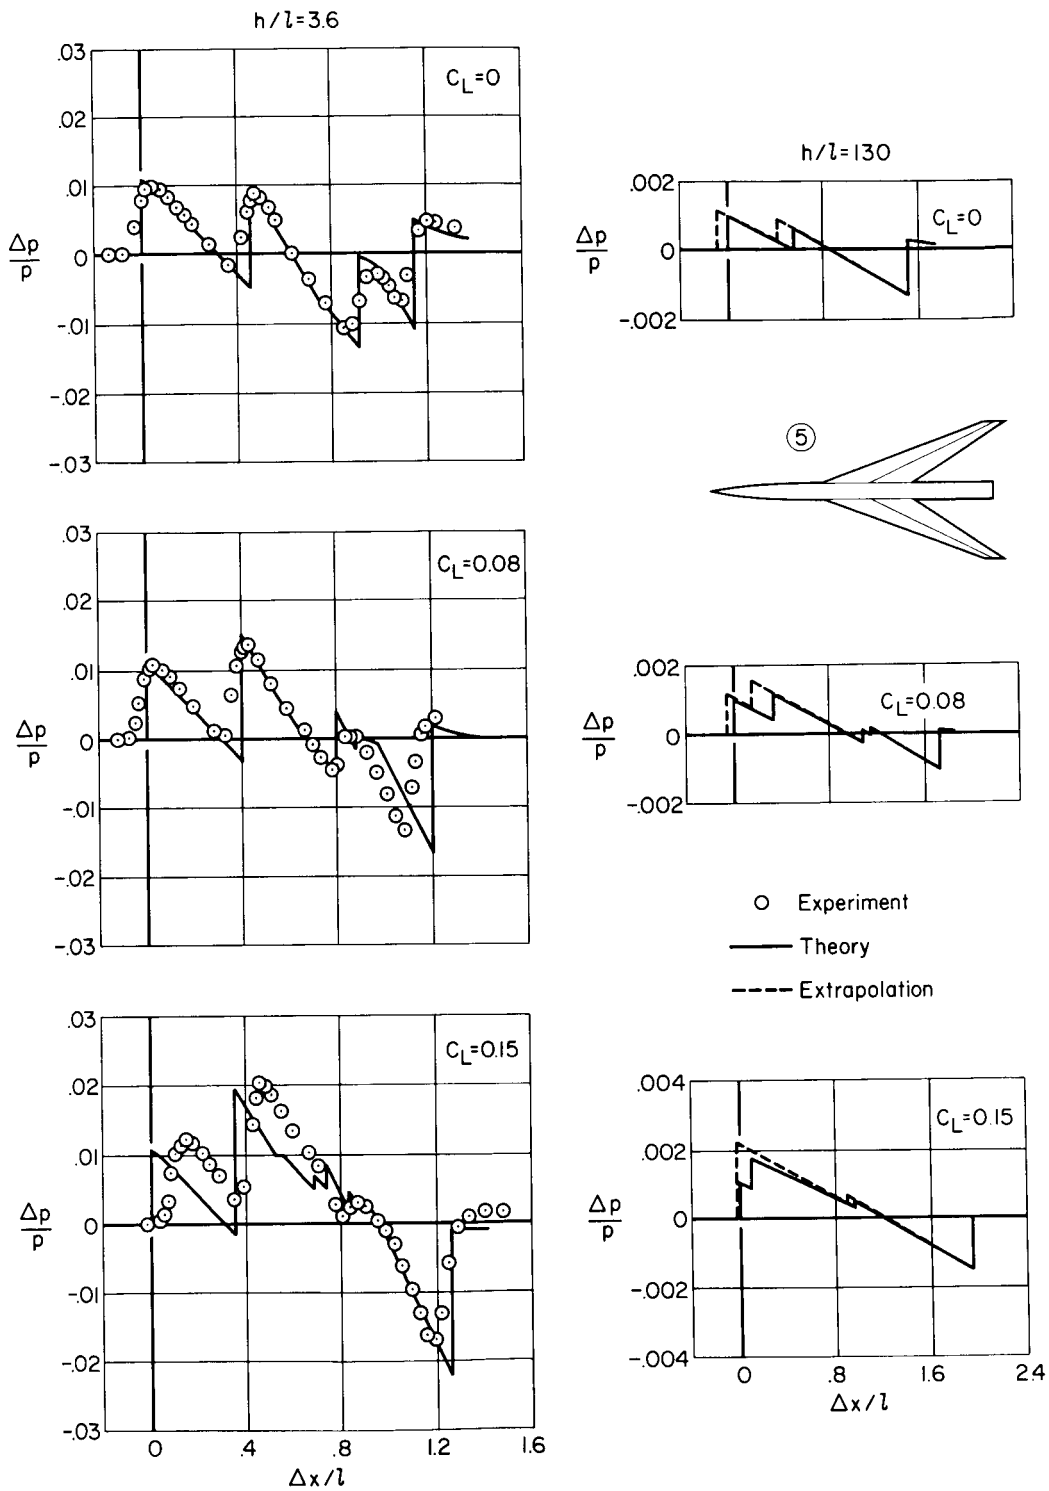 h/l=3.6
.03
C_L=0
.02
.01
Δp/p
0
-.01
-.02
-.03
h/l=130
.002
C_L=0
Δp/p
0
-.002
5
.03
C_L=0.08
.02
.01
Δp/p
0
-.01
-.02
-.03
.002
C_L=0.08
Δp/p
0
-.002
Experiment
Theory
Extrapolation
.03
C_L=0.15
.02
.01
Δp/p
0
-.01
-.02
-.03
0 .4 .8 1.2 1.6
Δx/l
.004
C_L=0.15
.002
Δp/p
0
-.002
-.004
0 .8 1.6 2.4
Δx/l